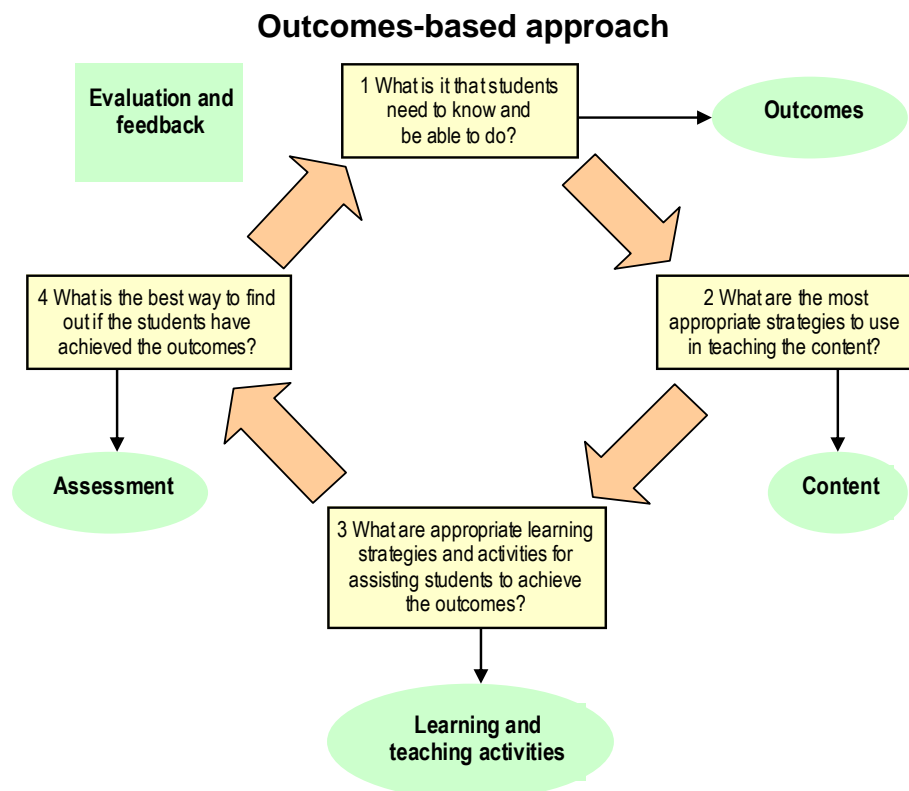 Outcomes-based approach
Evaluation and
feedback
1 What is it that students
need to know and
be able to do?
Outcomes
4 What is the best way to find
out if the students have
achieved the outcomes?
2 What are the most
appropriate strategies to use
in teaching the content?
Assessment
Content
3 What are appropriate learning
strategies and activities for
assisting students to achieve
the outcomes?
Learning and
teaching activities